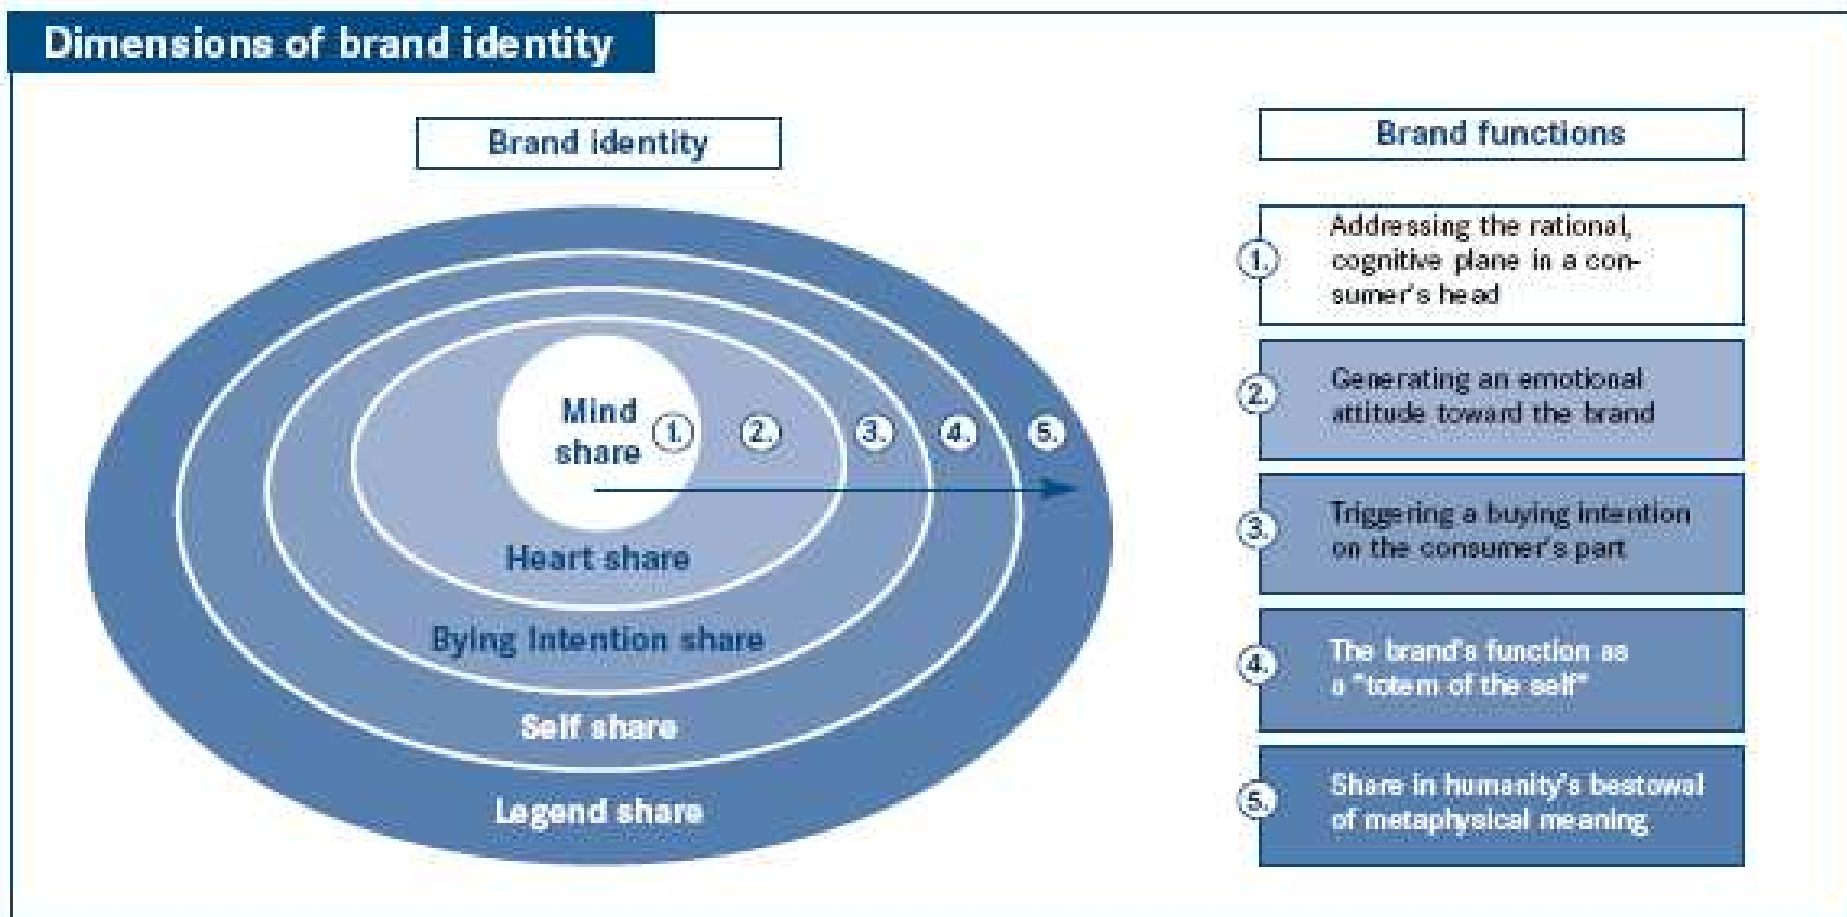 Dimensions of brand identity
Brand identity
Mind
share
1.
2.
3.
4.
5.
Heart share
Bying Intention share
Self share
Legend share
Brand functions
1.
Addressing the rational,
cognitive plane in a con-
sumer's head
2.
Generating an emotional
attitude toward the brand
3.
Triggering a buying intention
on the consumer's part
4.
The brand's function as
a "totem of the self"
5.
Share in humanity's bestowal
of metaphysical meaning